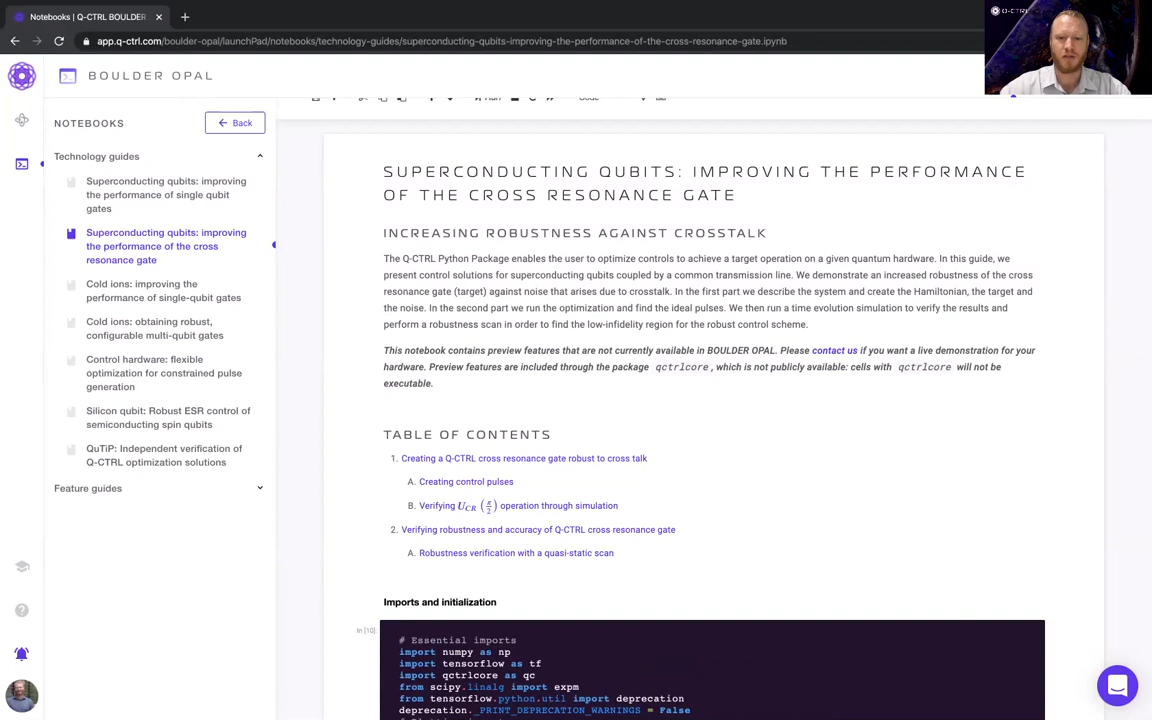 Notebooks | Q-CTRL BOULDER
app.q-ctrl.com/boulder-opal/launchPad/notebooks/technology-guides/superconducting-qubits-improving-the-performance-of-the-cross-resonance-gate.ipynb
Q-CTRL
BOULDER OPAL
NOTEBOOKS
Back
Technology guides
Superconducting qubits: improving
the performance of single qubit
gates
Superconducting qubits: improving
the performance of the cross
resonance gate
Cold ions: improving the
performance of single-qubit gates
Cold ions: obtaining robust,
configurable multi-qubit gates
Control hardware: flexible
optimization for constrained pulse
generation
Silicon qubit: Robust ESR control of
semiconducting spin qubits
QuTiP: Independent verification of
Q-CTRL optimization solutions
Feature guides
SUPERCONDUCTING QUBITS: IMPROVING THE PERFORMANCE
OF THE CROSS RESONANCE GATE
INCREASING ROBUSTNESS AGAINST CROSSTALK
The Q-CTRL Python Package enables the user to optimize controls to achieve a target operation on a given quantum hardware. In this guide, we
present control solutions for superconducting qubits coupled by a common transmission line. We demonstrate an increased robustness of the cross
resonance gate (target) against noise that arises due to crosstalk. In the first part we describe the system and create the Hamiltonian, the target and
the noise. In the second part we run the optimization and find the ideal pulses. We then run a time evolution simulation to verify the results and
perform a robustness scan in order to find the low-infidelity region for the robust control scheme.
This notebook contains preview features that are not currently available in BOULDER OPAL. Please contact us if you want a live demonstration for your
hardware. Preview features are included through the package qctrlcore, which is not publicly available: cells with qctrlcore will not be
executable.
TABLE OF CONTENTS
1. Creating a Q-CTRL cross resonance gate robust to cross talk
A. Creating control pulses
B. Verifying U_CR (π/2) operation through simulation
2. Verifying robustness and accuracy of Q-CTRL cross resonance gate
A. Robustness verification with a quasi-static scan
Imports and initialization
In [10]:
# Essential imports
import numpy as np
import tensorflow as tf
import qctrlcore as qc
from scipy.linalg import expm
from tensorflow.python.util import deprecation
deprecation._PRINT_DEPRECATION_WARNINGS = False